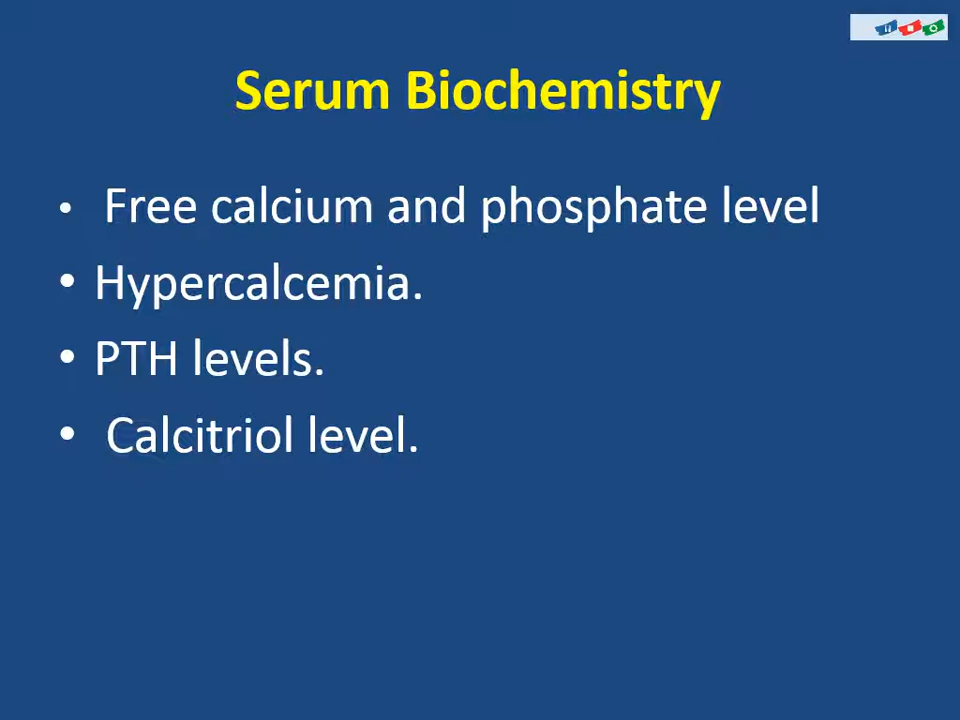 Serum Biochemistry
• Free calcium and phosphate level
• Hypercalcemia.
• PTH levels.
• Calcitriol level.